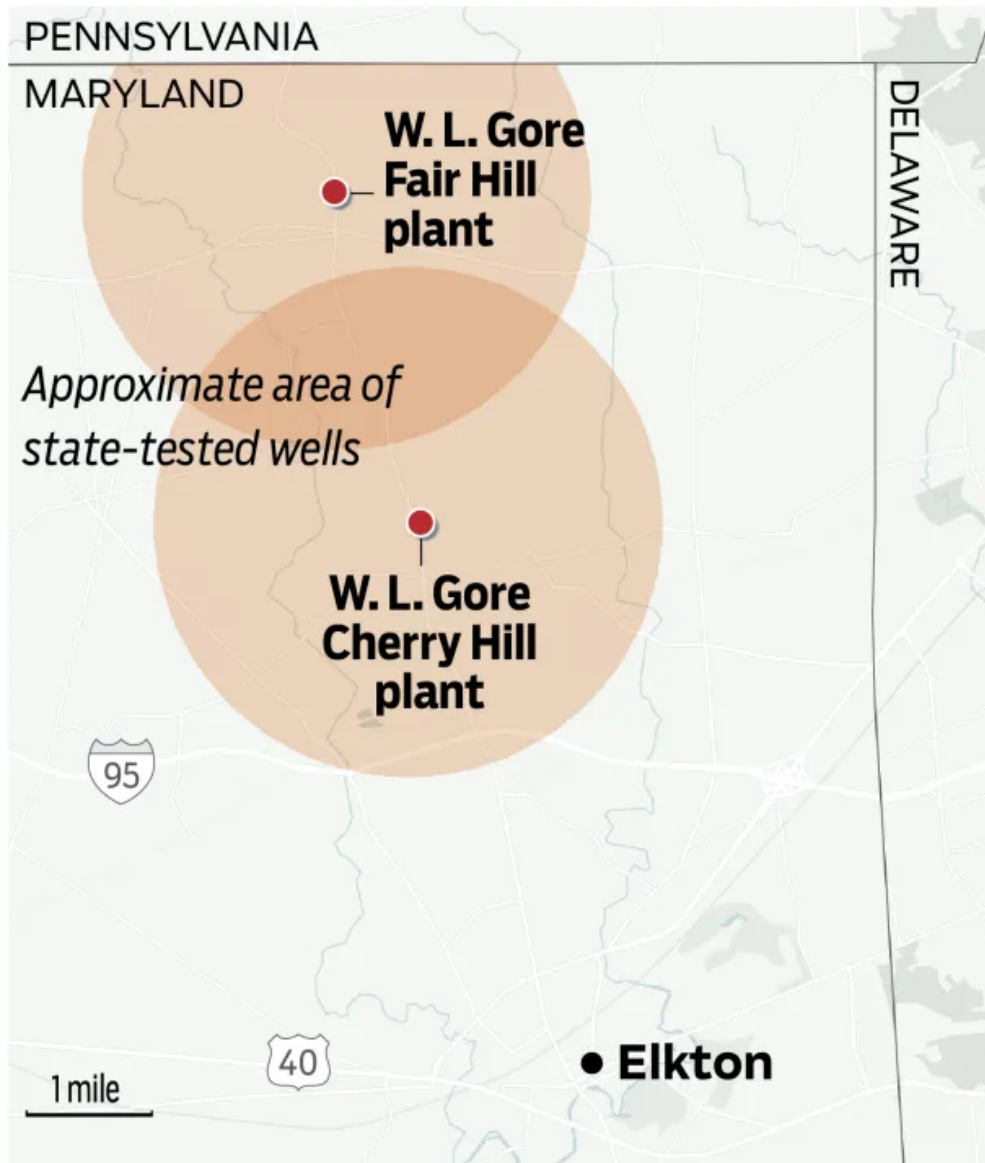 PENNSYLVANIA
MARYLAND
DELAWARE
W. L. Gore
Fair Hill
plant
Approximate area of
state-tested wells
W. L. Gore
Cherry Hill
plant
95
40
Elkton
1 mile